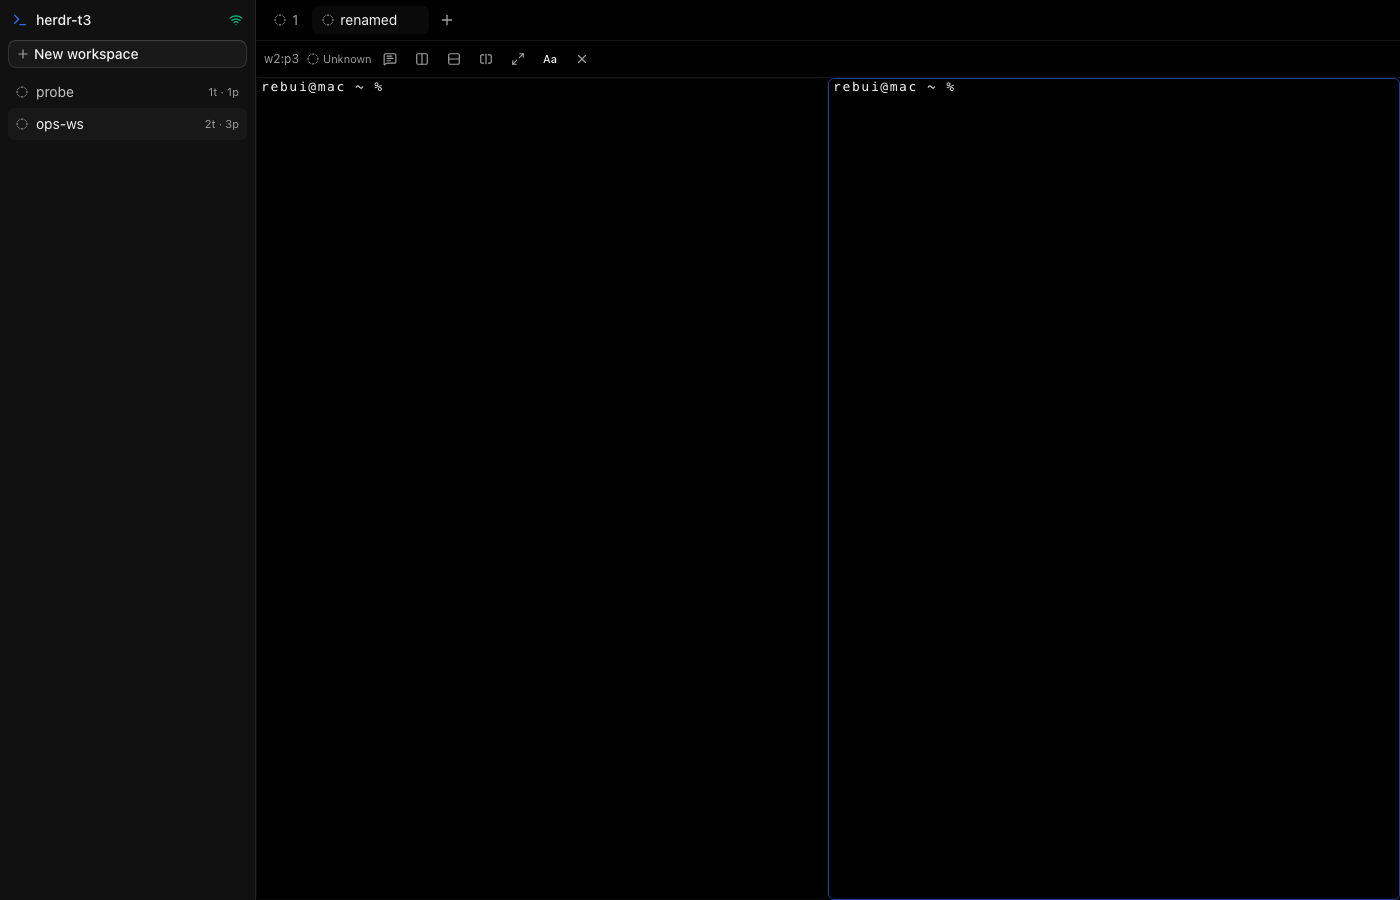 herdr-t3
New workspace
probe 1t · 1p
ops-ws 2t · 3p
1 renamed
w2:p3 Unknown Aa
rebui@mac ~ %
rebui@mac ~ %